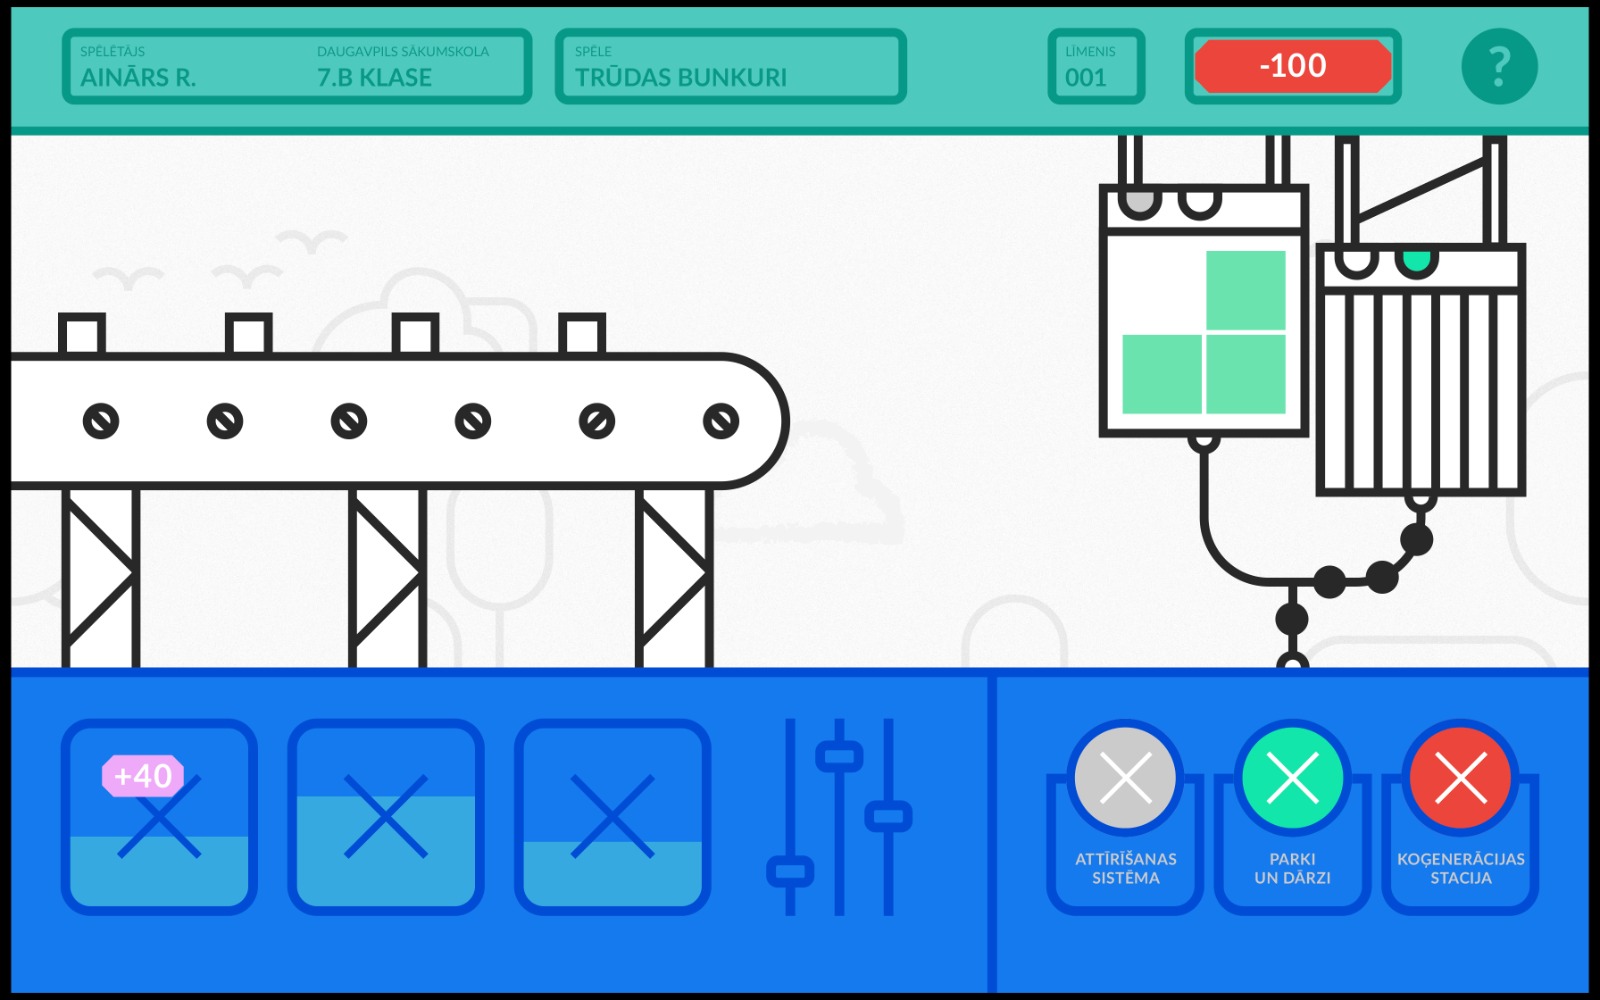 SPĒLĒTĀJS
AINĀRS R.
DAUGAVPILS SĀKUMSKOLA
7.B KLASE
SPĒLE
TRŪDAS BUNKURI
LĪMENIS
001
-100
?
+40
ATTĪRĪŠANAS
SISTĒMA
PARKI
UN DĀRZI
KOĢENERĀCIJAS
STACIJA